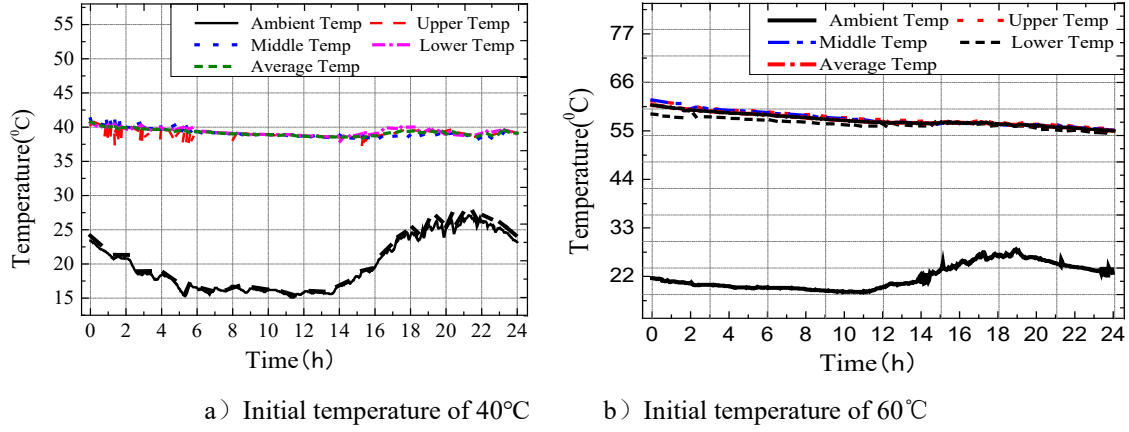 55
50
45
40
35
30
25
20
15
0
2
4
6
8
10
12
14
16
18
20
22
24
Temperature(⁰C)
Time(h)
Ambient Temp
Upper Temp
Middle Temp
Lower Temp
Average Temp
77
66
55
44
33
22
0
2
4
6
8
10
12
14
16
18
20
22
24
Temperature(⁰C)
Time(h)
Ambient Temp
Upper Temp
Middle Temp
Lower Temp
Average Temp
a）Initial temperature of 40℃
b）Initial temperature of 60℃